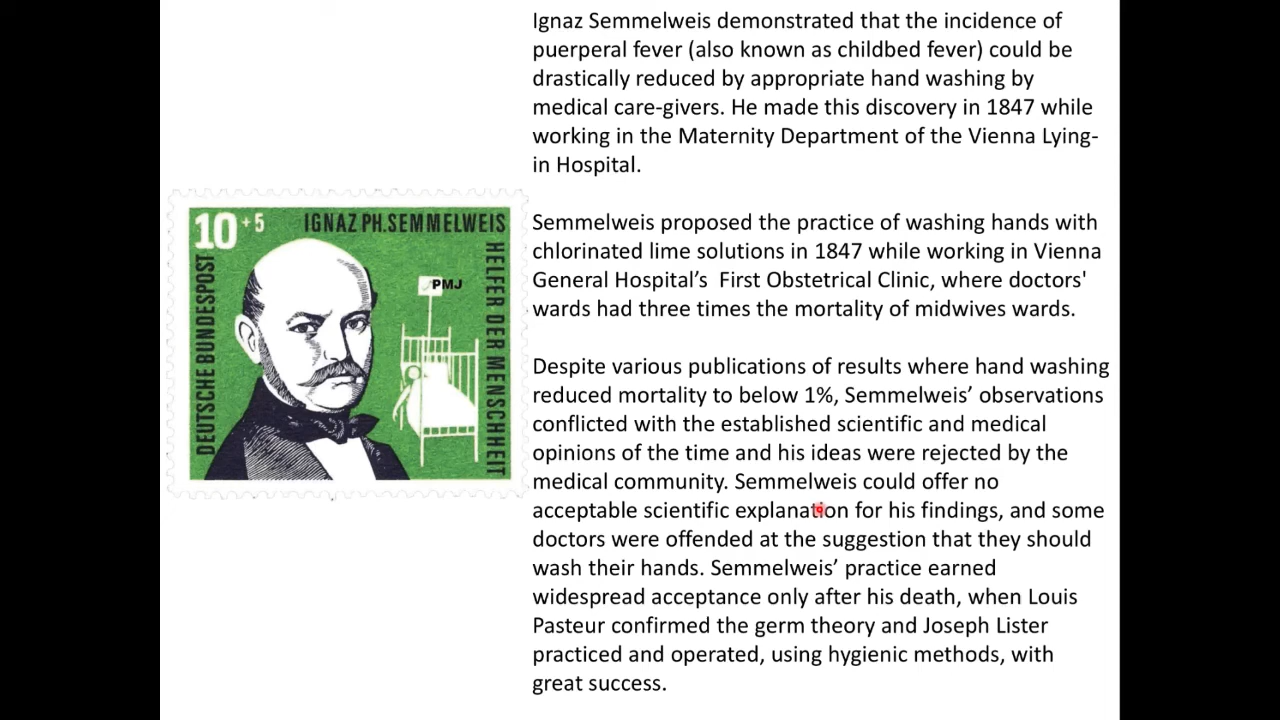 Ignaz Semmelweis demonstrated that the incidence of
puerperal fever (also known as childbed fever) could be
drastically reduced by appropriate hand washing by
medical care-givers. He made this discovery in 1847 while
working in the Maternity Department of the Vienna Lying-
in Hospital.
Semmelweis proposed the practice of washing hands with
chlorinated lime solutions in 1847 while working in Vienna
General Hospital’s  First Obstetrical Clinic, where doctors'
wards had three times the mortality of midwives wards.
Despite various publications of results where hand washing
reduced mortality to below 1%, Semmelweis’ observations
conflicted with the established scientific and medical
opinions of the time and his ideas were rejected by the
medical community. Semmelweis could offer no
acceptable scientific explanation for his findings, and some
doctors were offended at the suggestion that they should
wash their hands. Semmelweis’ practice earned
widespread acceptance only after his death, when Louis
Pasteur confirmed the germ theory and Joseph Lister
practiced and operated, using hygienic methods, with
great success.
10+5
IGNAZ PH.SEMMELWEIS
HELFER DER MENSCHHEIT
DEUTSCHE BUNDESPOST
PMJ